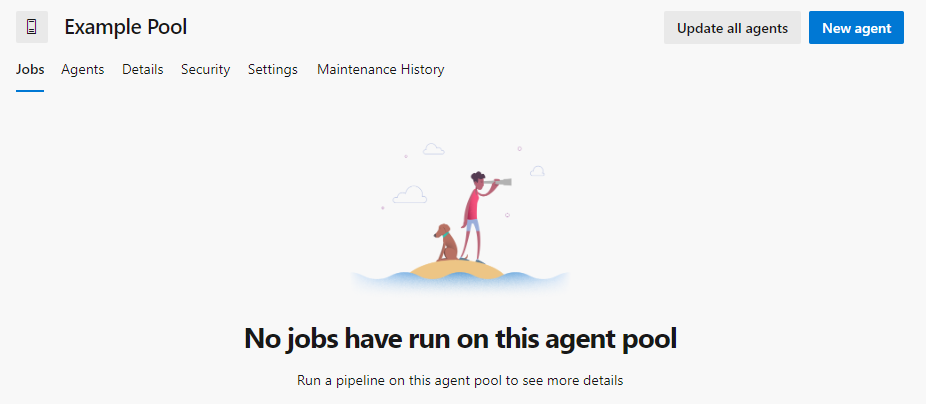 Example Pool
Update all agents
New agent
Jobs Agents Details Security Settings Maintenance History
No jobs have run on this agent pool
Run a pipeline on this agent pool to see more details